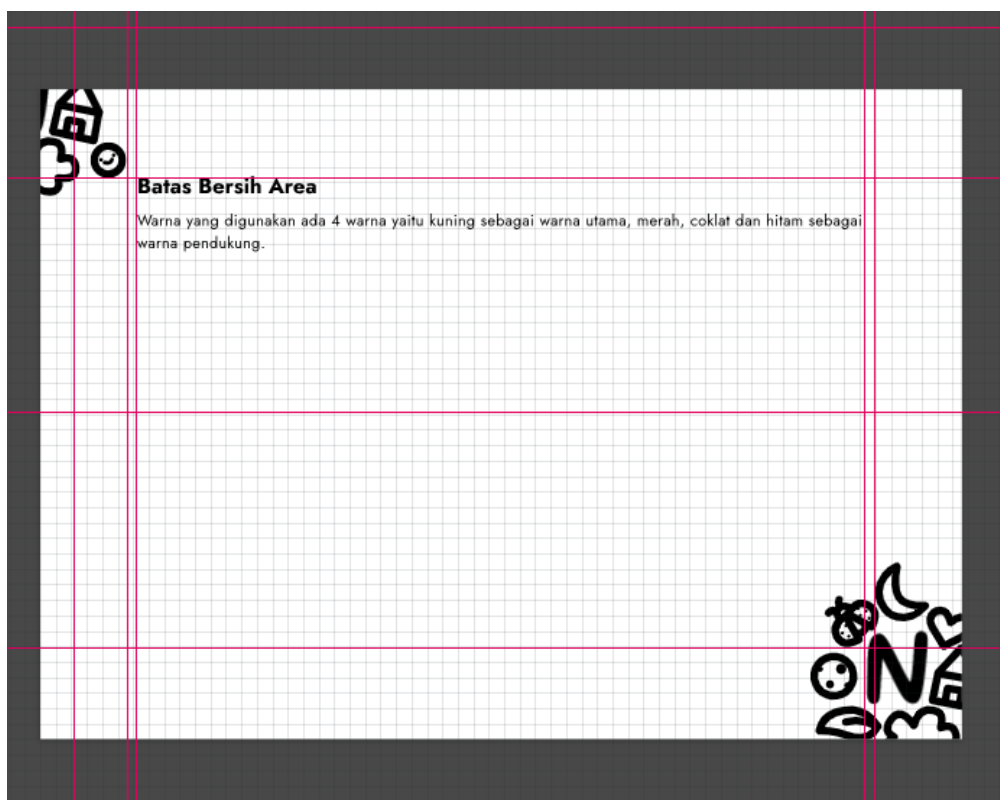 Batas Bersih Area
Warna yang digunakan ada 4 warna yaitu kuning sebagai warna utama, merah, coklat dan hitam sebagai
warna pendukung.
N